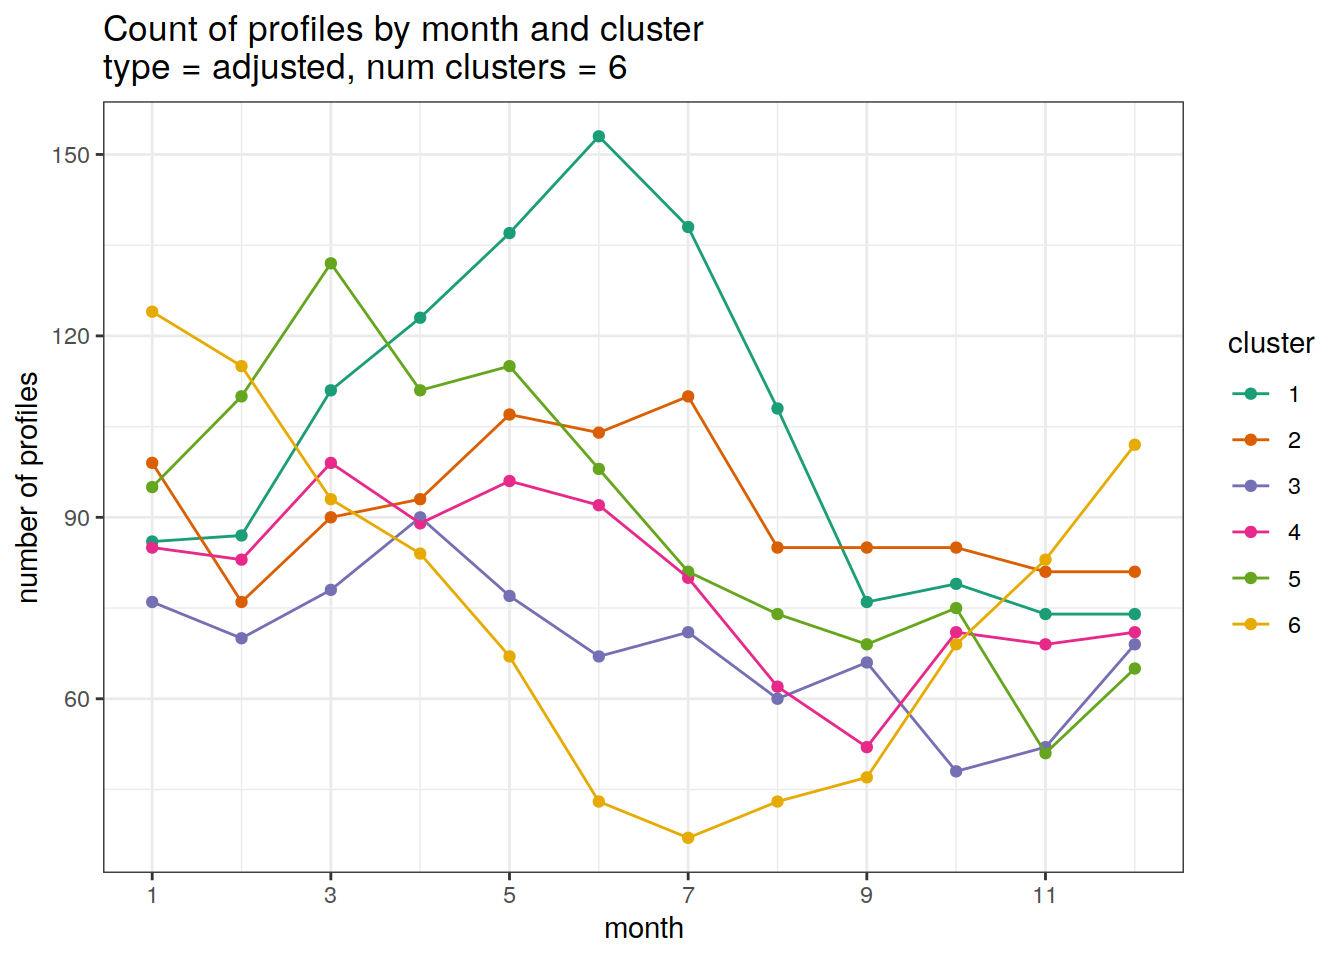 Count of profiles by month and cluster
type = adjusted, num clusters = 6
150
120
90
60
number of profiles
1 3 5 7 9 11
month
cluster
1
2
3
4
5
6